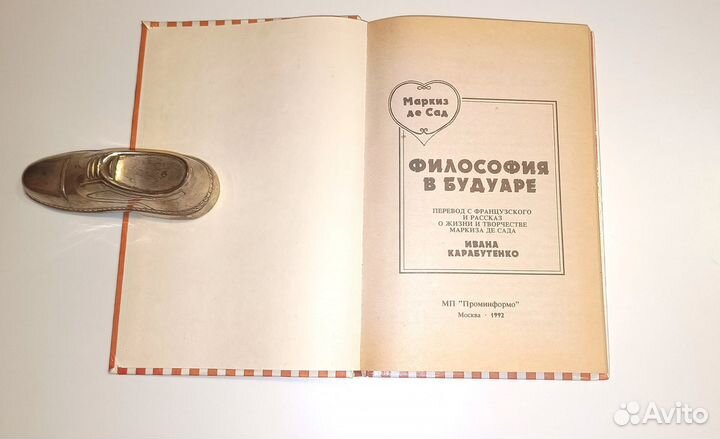 Маркиз
де Сад
ФИЛОСОФИЯ
В БУДУАРЕ
ПЕРЕВОД С ФРАНЦУЗСКОГО
И РАССКАЗ
О ЖИЗНИ И ТВОРЧЕСТВЕ
МАРКИЗА ДЕ САДА
ИВАНА
КАРАБУТЕНКО
МП "Проминформо"
Москва · 1992
Avito